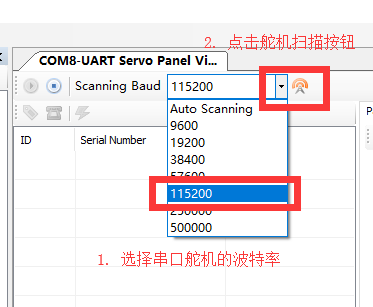 2. 点击舵机扫描按钮
COM8-UART Servo Panel Vi...
Scanning Baud 115200
Auto Scanning
9600
19200
ID Serial Number
38400
57600
115200
250000
500000
1. 选择串口舵机的波特率